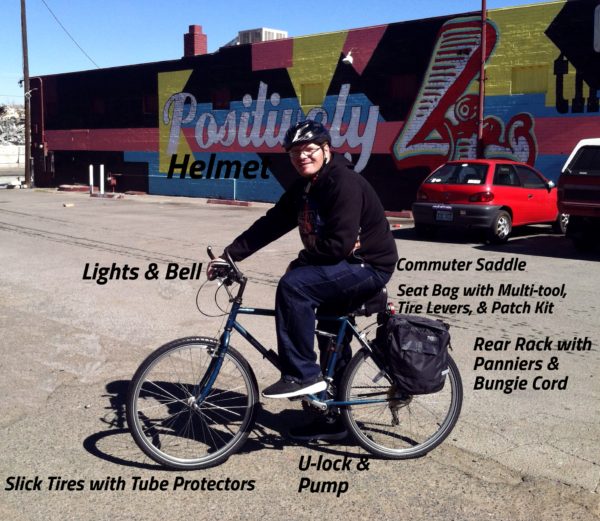 Positively
Helmet
Lights & Bell
Commuter Saddle
Seat Bag with Multi-tool,
Tire Levers, & Patch Kit
Rear Rack with
Panniers &
Bungie Cord
U-lock &
Pump
Slick Tires with Tube Protectors